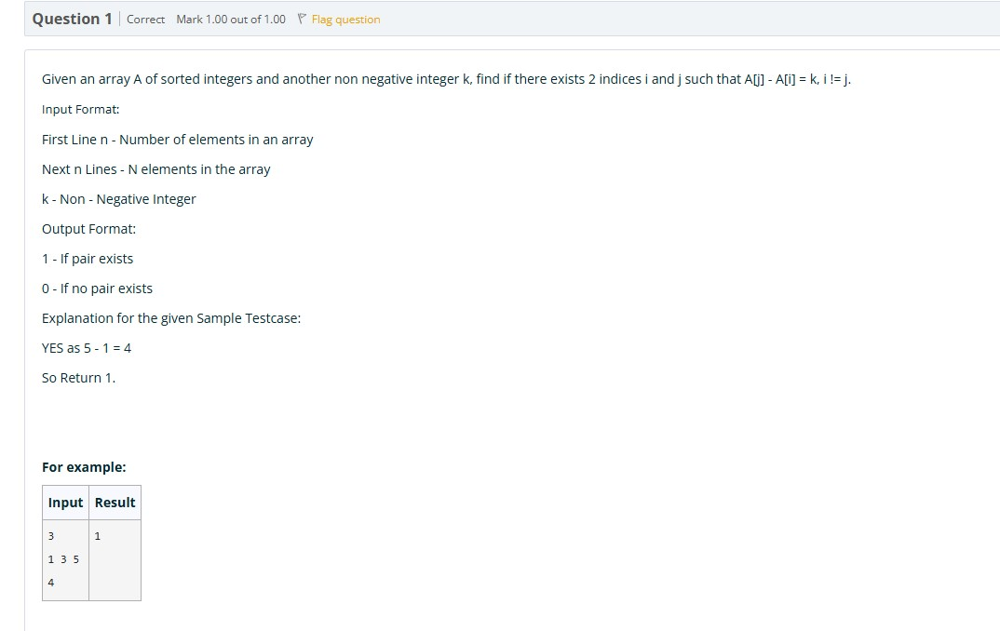 Question 1 Correct Mark 1.00 out of 1.00 Flag question
Given an array A of sorted integers and another non negative integer k, find if there exists 2 indices i and j such that A[j] - A[i] = k, i != j.
Input Format:
First Line n - Number of elements in an array
Next n Lines - N elements in the array
k - Non - Negative Integer
Output Format:
1 - If pair exists
0 - If no pair exists
Explanation for the given Sample Testcase:
YES as 5 - 1 = 4
So Return 1.
For example:
Input Result
3 1
1 3 5
4